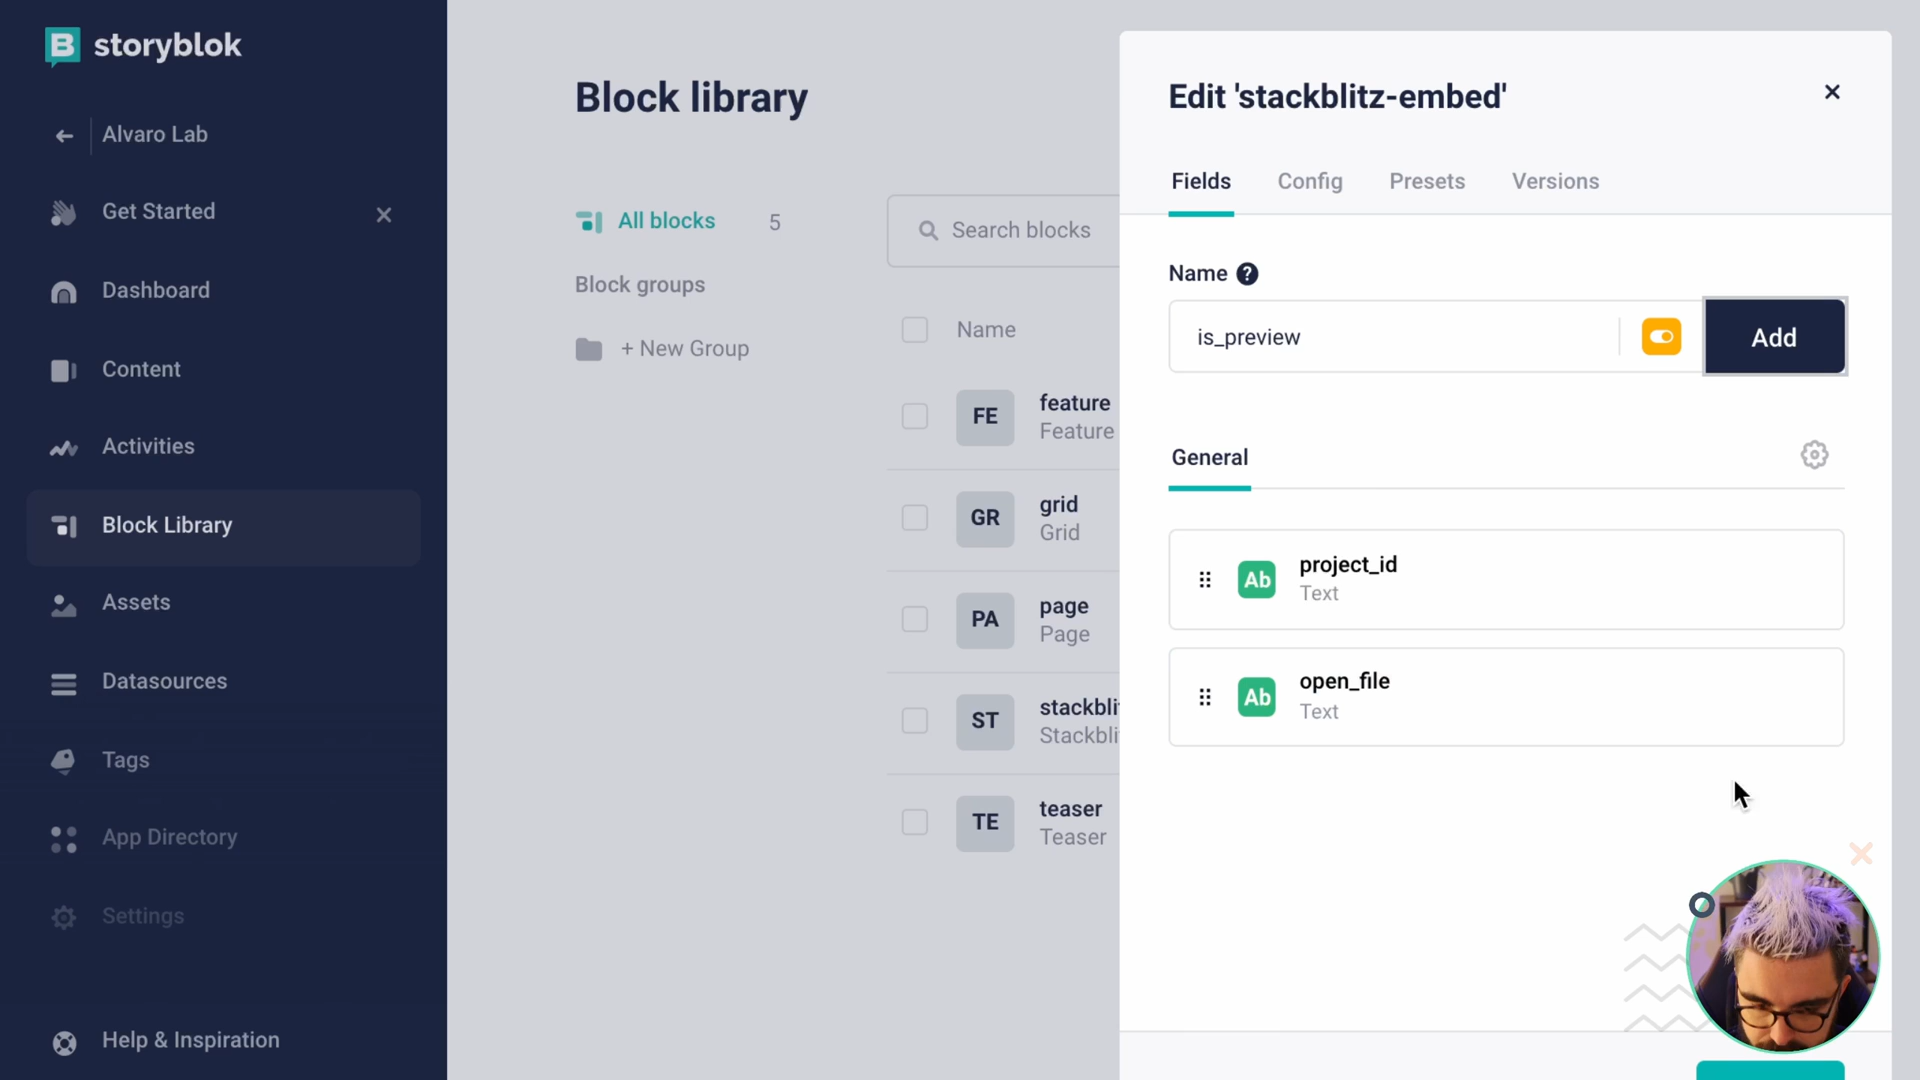 storyblok
Alvaro Lab
Get Started
Dashboard
Content
Activities
Block Library
Assets
Datasources
Tags
App Directory
Settings
Help & Inspiration
Block library
All blocks 5
Block groups
+ New Group
Search blocks
Name
FE feature
Feature
GR grid
Grid
PA page
Page
ST stackbli
Stackbli
TE teaser
Teaser
Edit 'stackblitz-embed'
Fields Config Presets Versions
Name ?
is_preview Add
General
Ab project_id
Text
Ab open_file
Text